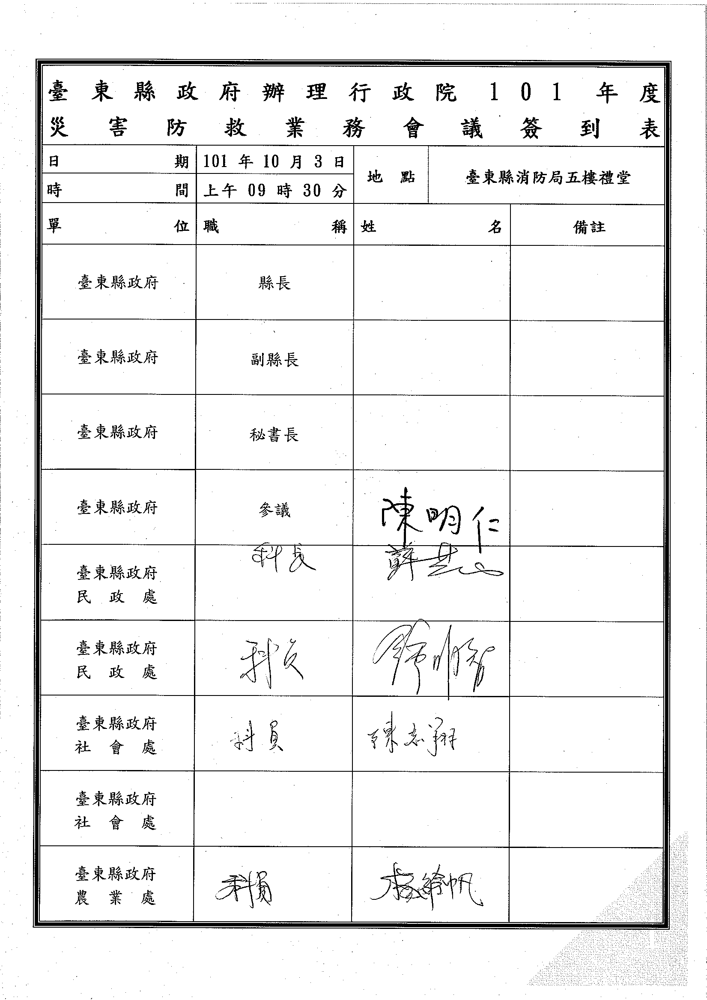 臺東縣政府辦理行政院101年度
災害防救業務會議簽到表
日期 101年10月3日 地點 臺東縣消防局五樓禮堂
時間 上午09時30分
單位 職稱 姓名 備註
臺東縣政府 縣長
臺東縣政府 副縣長
臺東縣政府 秘書長
臺東縣政府 參議 陳明仁
臺東縣政府 科長
民政處
臺東縣政府 科員
民政處
臺東縣政府 科員 陳志翔
社會處
臺東縣政府
社會處
臺東縣政府 科員
農業處